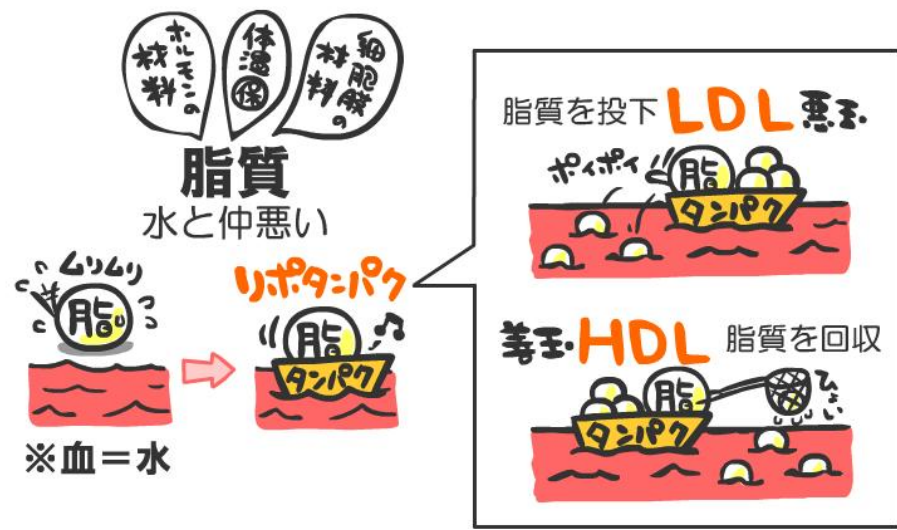 ホルモンの
材料
体温
保
細胞膜の
材料
脂質
水と仲悪い
ムリムリ
脂
※血=水
リポタンパク
脂
タンパク
脂質を投下 LDL 悪玉
ポイポイ
脂
タンパク
善玉 HDL 脂質を回収
脂
タンパク
ひょい